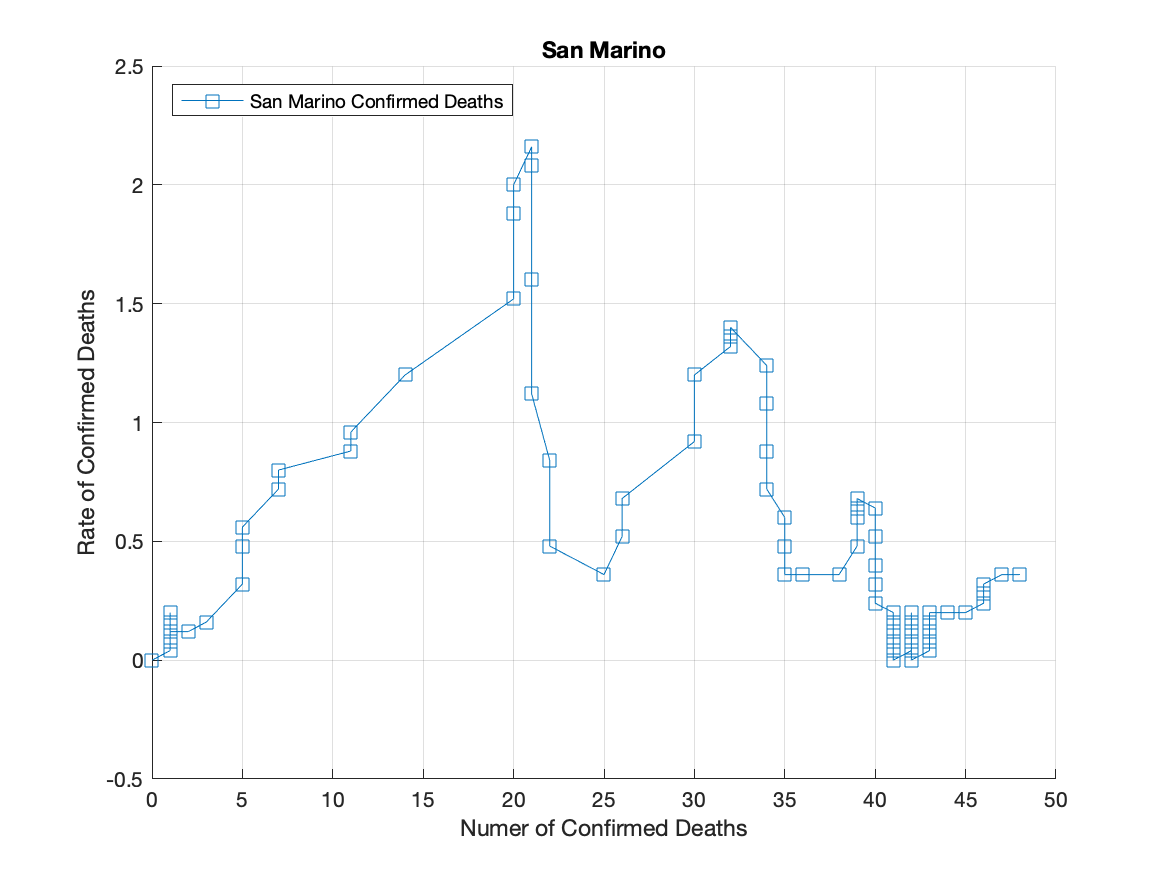 San Marino
San Marino Confirmed Deaths
2.5
2
1.5
1
0.5
0
-0.5
Rate of Confirmed Deaths
0 5 10 15 20 25 30 35 40 45 50
Numer of Confirmed Deaths